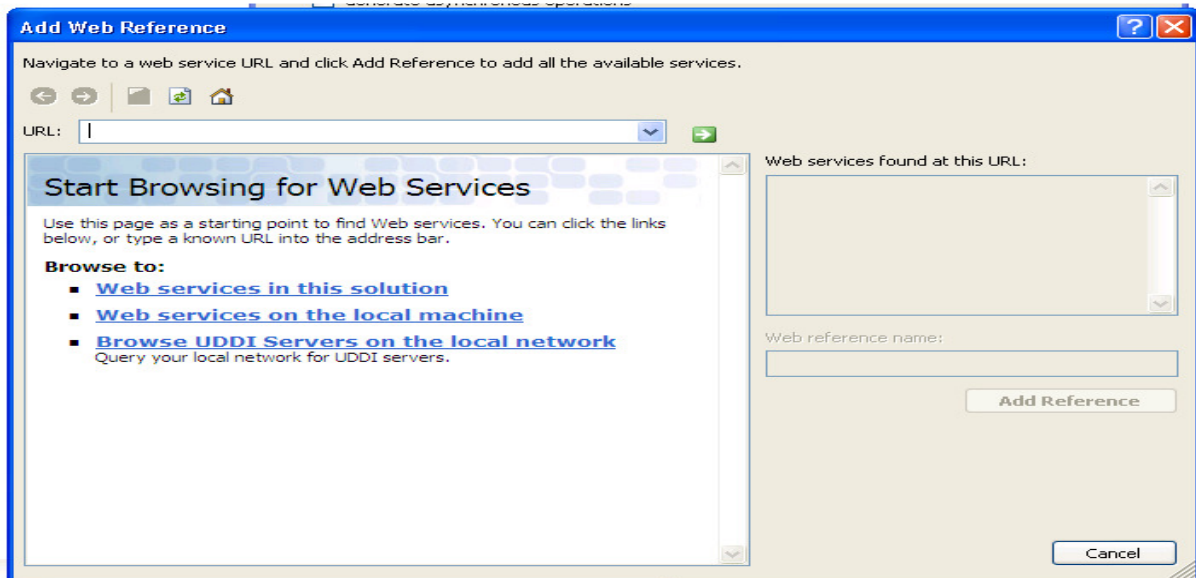 Generate asynchronous operations
Add Web Reference
Navigate to a web service URL and click Add Reference to add all the available services.
URL:
Start Browsing for Web Services
Use this page as a starting point to find Web services. You can click the links
below, or type a known URL into the address bar.
Browse to:
Web services in this solution
Web services on the local machine
Browse UDDI Servers on the local network
Query your local network for UDDI servers.
Web services found at this URL:
Web reference name:
Add Reference
Cancel